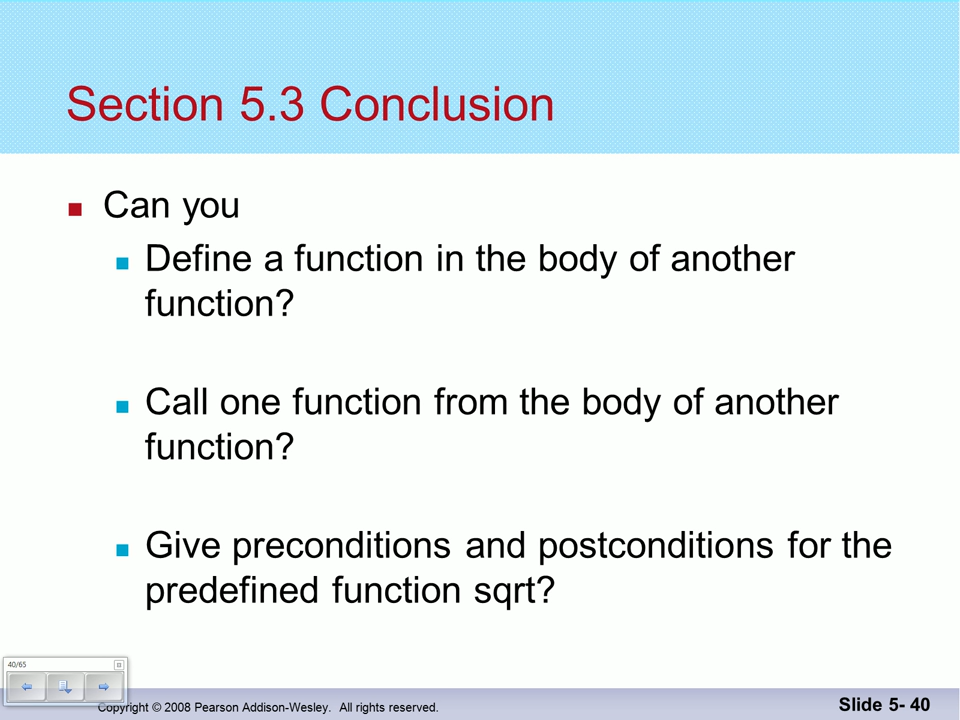 Section 5.3 Conclusion
Can you
Define a function in the body of another
function?
Call one function from the body of another
function?
Give preconditions and postconditions for the
predefined function sqrt?
40/65
Copyright © 2008 Pearson Addison-Wesley. All rights reserved.
Slide 5- 40